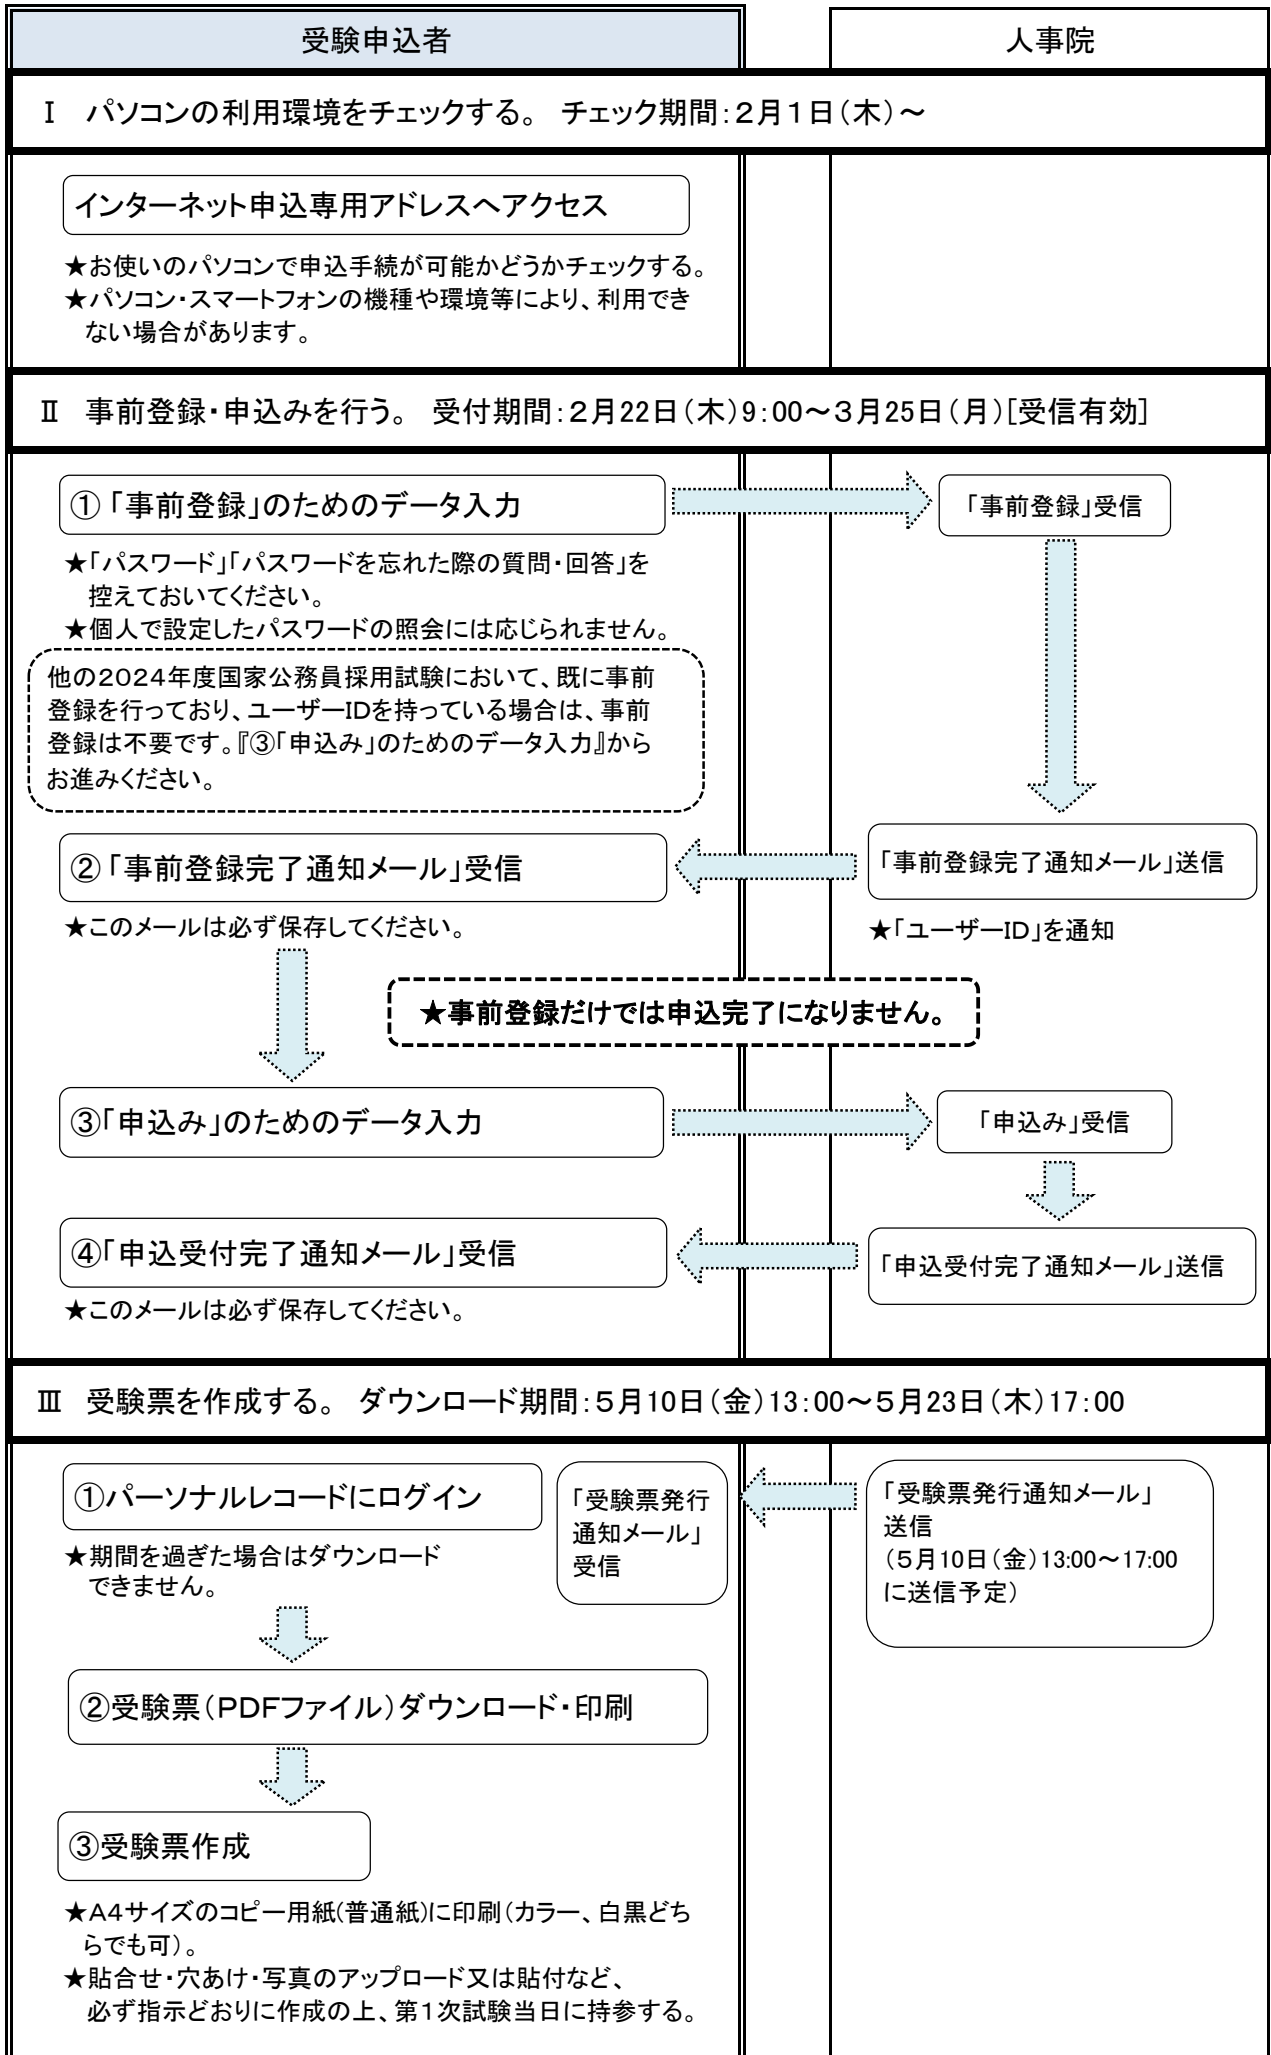 受験申込者
人事院
Ⅰ　パソコンの利用環境をチェックする。 チェック期間：２月１日（木）～
インターネット申込専用アドレスへアクセス
★お使いのパソコンで申込手続が可能かどうかチェックする。
★パソコン・スマートフォンの機種や環境等により、利用でき
ない場合があります。
Ⅱ　事前登録・申込みを行う。 受付期間：２月22日（木）9:00～３月25日（月）[受信有効]
①「事前登録」のためのデータ入力
「事前登録」受信
★「パスワード」「パスワードを忘れた際の質問・回答」を
控えておいてください。
★個人で設定したパスワードの照会には応じられません。
他の2024年度国家公務員採用試験において、既に事前
登録を行っており、ユーザーIDを持っている場合は、事前
登録は不要です。『③「申込み」のためのデータ入力』から
お進みください。
②「事前登録完了通知メール」受信
「事前登録完了通知メール」送信
★このメールは必ず保存してください。
★「ユーザーID」を通知
★事前登録だけでは申込完了になりません。
③「申込み」のためのデータ入力
「申込み」受信
④「申込受付完了通知メール」受信
「申込受付完了通知メール」送信
★このメールは必ず保存してください。
Ⅲ　受験票を作成する。 ダウンロード期間：５月10日（金）13:00～５月23日（木）17:00
①パーソナルレコードにログイン
★期間を過ぎた場合はダウンロード
できません。
「受験票発行
通知メール」
受信
「受験票発行通知メール」
送信
（５月10日（金）13:00～17:00
に送信予定）
②受験票（PDFファイル）ダウンロード・印刷
③受験票作成
★A4サイズのコピー用紙(普通紙)に印刷（カラー、白黒どち
らでも可）。
★貼合せ・穴あけ・写真のアップロード又は貼付など、
必ず指示どおりに作成の上、第１次試験当日に持参する。